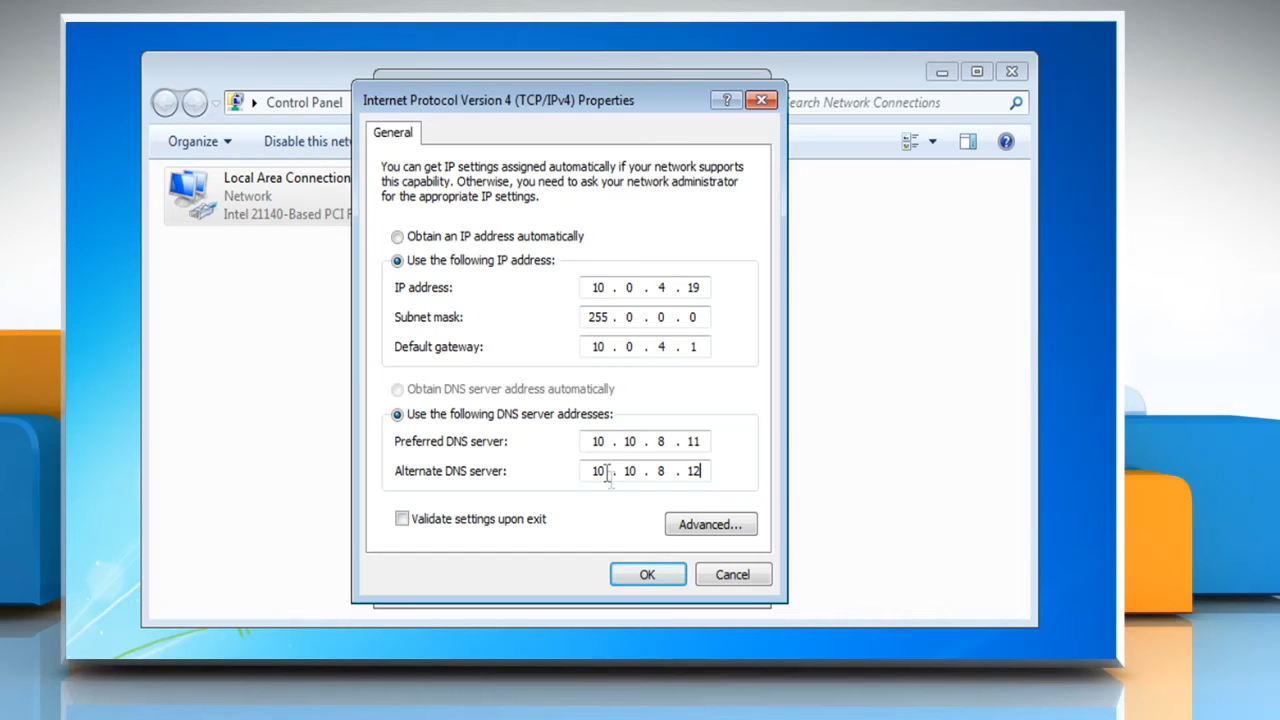 Internet Protocol Version 4 (TCP/IPv4) Properties
Control Panel
Search Network Connections
Organize
Disable this net
General
Local Area Connection
Network
Intel 21140-Based PCI F
You can get IP settings assigned automatically if your network supports
this capability. Otherwise, you need to ask your network administrator
for the appropriate IP settings.
Obtain an IP address automatically
Use the following IP address:
IP address: 10 . 0 . 4 . 19
Subnet mask: 255 . 0 . 0 . 0
Default gateway: 10 . 0 . 4 . 1
Obtain DNS server address automatically
Use the following DNS server addresses:
Preferred DNS server: 10 . 10 . 8 . 11
Alternate DNS server: 10 . 10 . 8 . 12
Validate settings upon exit
Advanced...
OK
Cancel